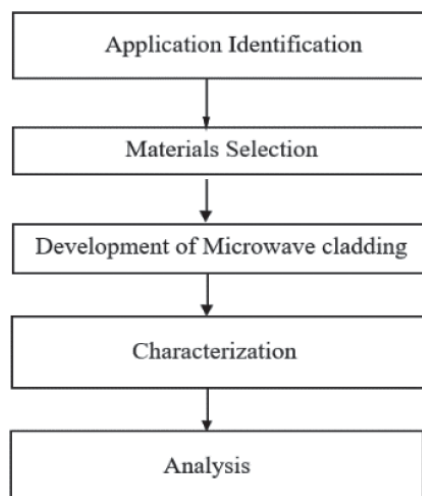 Application Identification
Materials Selection
Development of Microwave cladding
Characterization
Analysis